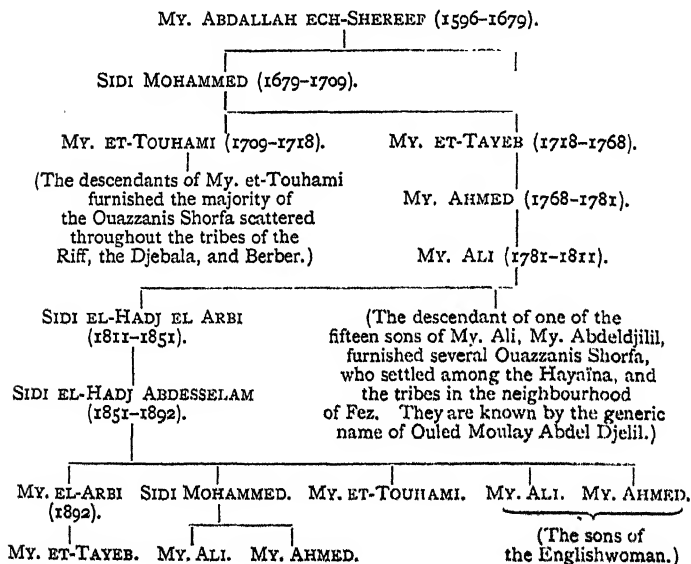 MY. ABDALLAH ECH-SHEREEF (1596–1679).
SIDI MOHAMMED (1679–1709).
MY. ET-TOUHAMI (1709–1718).
(The descendants of My. et-Touhami
furnished the majority of
the Ouazzanis Shorfa scattered
throughout the tribes of the
Riff, the Djebala, and Berber.)
MY. ET-TAYEB (1718–1768).
MY. AHMED (1768–1781).
MY. ALI (1781–1811).
SIDI EL-HADJ EL ARBI
(1811–1851).
(The descendant of one of the
fifteen sons of My. Ali, My. Abdeldjilil,
furnished several Ouazzanis Shorfa,
who settled among the Hayaïna, and
the tribes in the neighbourhood
of Fez. They are known by the generic
name of Ouled Moulay Abdel Djelil.)
SIDI EL-HADJ ABDESSELAM
(1851–1892).
MY. EL-ARBI
(1892).
SIDI MOHAMMED.
MY. ET-TOUHAMI.
MY. ALI.
MY. AHMED.
MY. ET-TAYEB.
MY. ALI.
MY. AHMED.
(The sons of
the Englishwoman.)